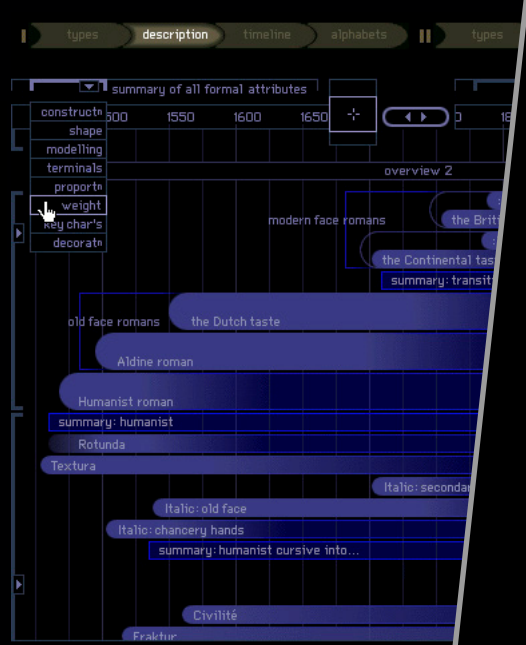 I types description timeline alphabets II types
summary of all formal attributes
1500 1550 1600 1650
constructn
shape
modelling
terminals
proportn
weight
key char's
decoratn
overview 2
modern face romans the Briti
the Continental tas
summary: transit
old face romans the Dutch taste
Aldine roman
Humanist roman
summary: humanist
Rotunda
Textura
Italic: secondar
Italic: old face
Italic: chancery hands
summary: humanist cursive into...
Civilité
Fraktur